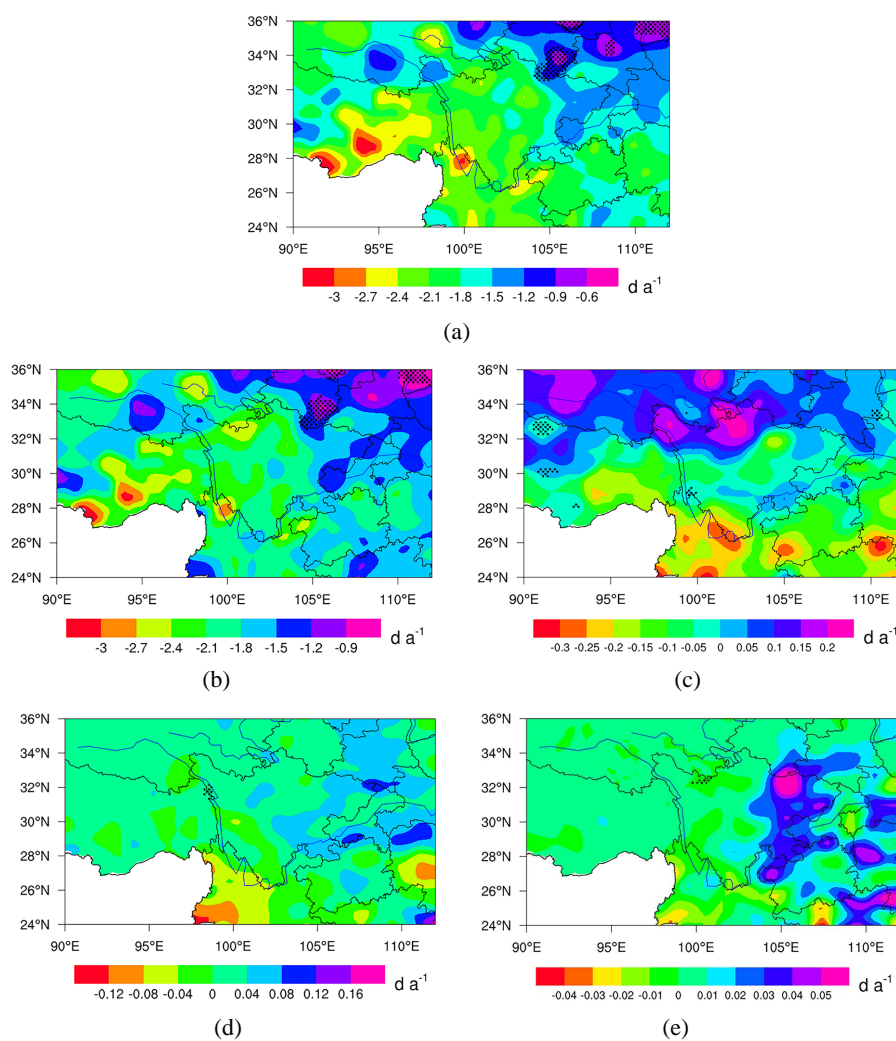 36°N
34°N
32°N
30°N
28°N
26°N
24°N
90°E 95°E 100°E 105°E 110°E
-3 -2.7 -2.4 -2.1 -1.8 -1.5 -1.2 -0.9 -0.6 d a⁻¹
(a)
36°N
34°N
32°N
30°N
28°N
26°N
24°N
90°E 95°E 100°E 105°E 110°E
-3 -2.7 -2.4 -2.1 -1.8 -1.5 -1.2 -0.9 d a⁻¹
(b)
36°N
34°N
32°N
30°N
28°N
26°N
24°N
90°E 95°E 100°E 105°E 110°E
-0.3 -0.25 -0.2 -0.15 -0.1 -0.05 0 0.05 0.1 0.15 0.2 d a⁻¹
(c)
36°N
34°N
32°N
30°N
28°N
26°N
24°N
90°E 95°E 100°E 105°E 110°E
-0.12 -0.08 -0.04 0 0.04 0.08 0.12 0.16 d a⁻¹
(d)
36°N
34°N
32°N
30°N
28°N
26°N
24°N
90°E 95°E 100°E 105°E 110°E
-0.04 -0.03 -0.02 -0.01 0 0.01 0.02 0.03 0.04 0.05 d a⁻¹
(e)